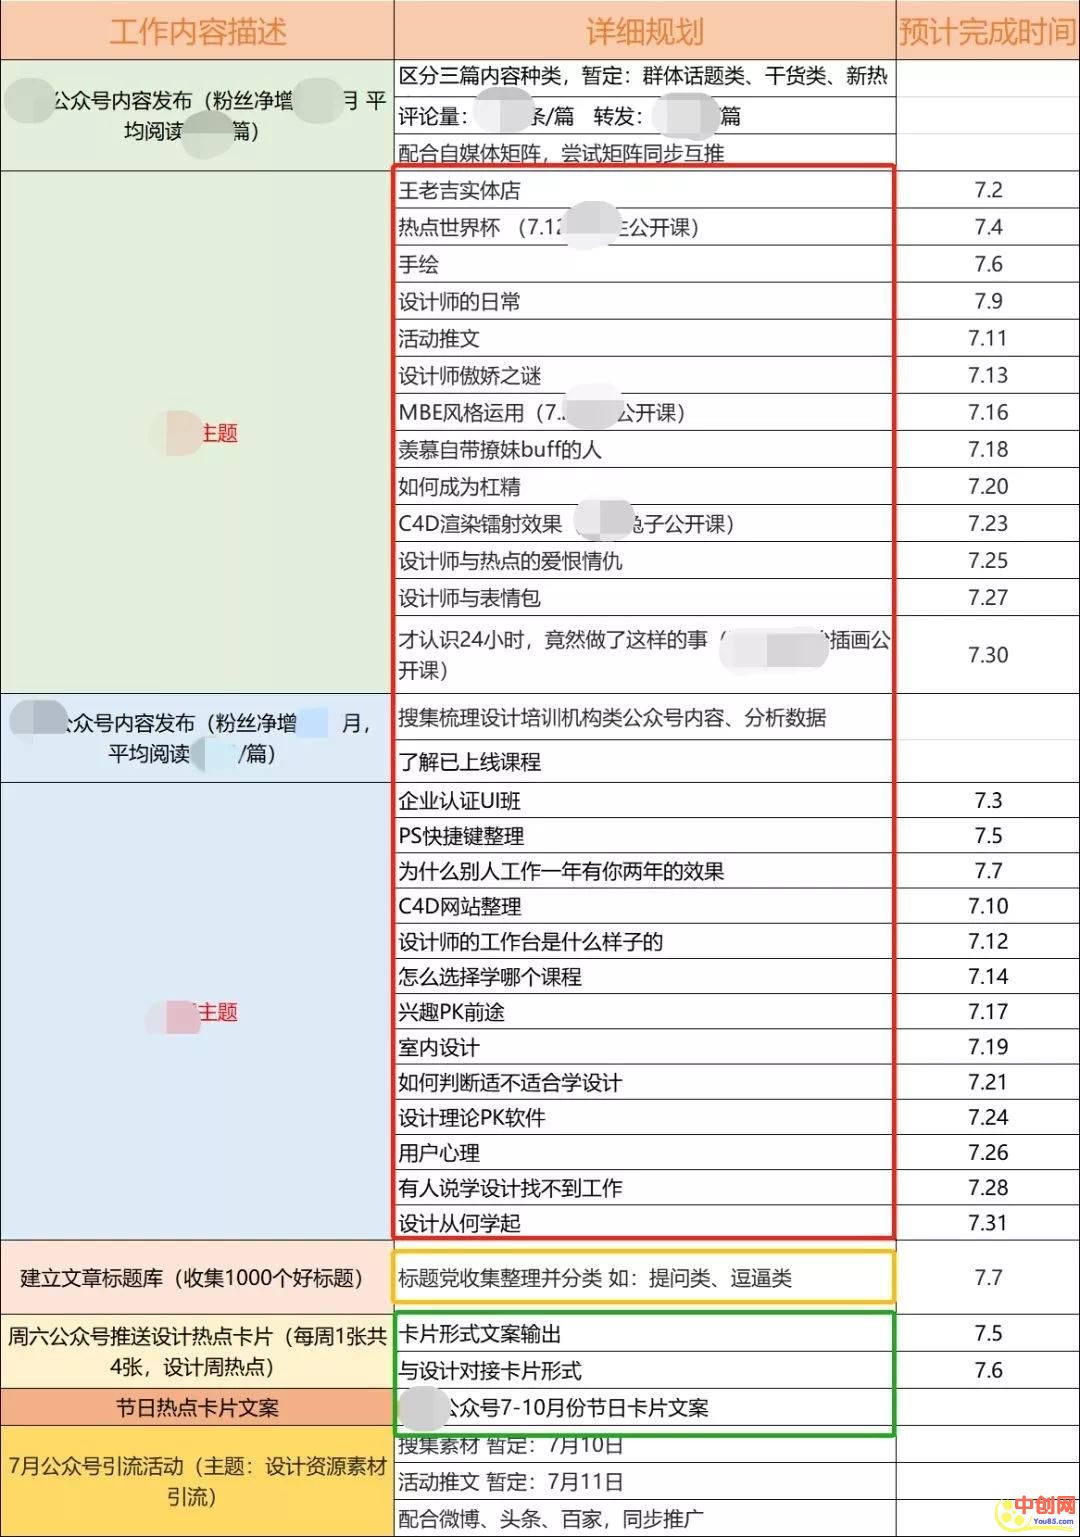 工作内容描述 详细规划 预计完成时间
公众号内容发布（粉丝净增 月 平
均阅读 篇）
区分三篇内容种类，暂定：群体话题类、干货类、新热
评论量： 条/篇 转发： 篇
配合自媒体矩阵，尝试矩阵同步互推
主题
王老吉实体店 7.2
热点世界杯 （7.12 公开课） 7.4
手绘 7.6
设计师的日常 7.9
活动推文 7.11
设计师傲娇之谜 7.13
MBE风格运用（7. 公开课） 7.16
羡慕自带撩妹buff的人 7.18
如何成为杠精 7.20
C4D渲染镭射效果 （ 兔子公开课） 7.23
设计师与热点的爱恨情仇 7.25
设计师与表情包 7.27
才认识24小时，竟然做了这样的事（ 插画公
开课） 7.30
公众号内容发布（粉丝净增 月，
平均阅读 /篇）
搜集梳理设计培训机构类公众号内容、分析数据
了解已上线课程
主题
企业认证UI班 7.3
PS快捷键整理 7.5
为什么别人工作一年有你两年的效果 7.7
C4D网站整理 7.10
设计师的工作台是什么样子的 7.12
怎么选择学哪个课程 7.14
兴趣PK前途 7.17
室内设计 7.19
如何判断适不适合学设计 7.21
设计理论PK软件 7.24
用户心理 7.26
有人说学设计找不到工作 7.28
设计从何学起 7.31
建立文章标题库（收集1000个好标题） 标题党收集整理并分类 如：提问类、逗逼类 7.7
周六公众号推送设计热点卡片（每周1张共
4张，设计周热点）
卡片形式文案输出 7.5
与设计对接卡片形式 7.6
节日热点卡片文案 公众号7-10月份节日卡片文案
7月公众号引流活动（主题：设计资源素材
引流）
搜集素材 暂定：7月10日
活动推文 暂定：7月11日
配合微博、头条、百家，同步推广
中创网
You85.com